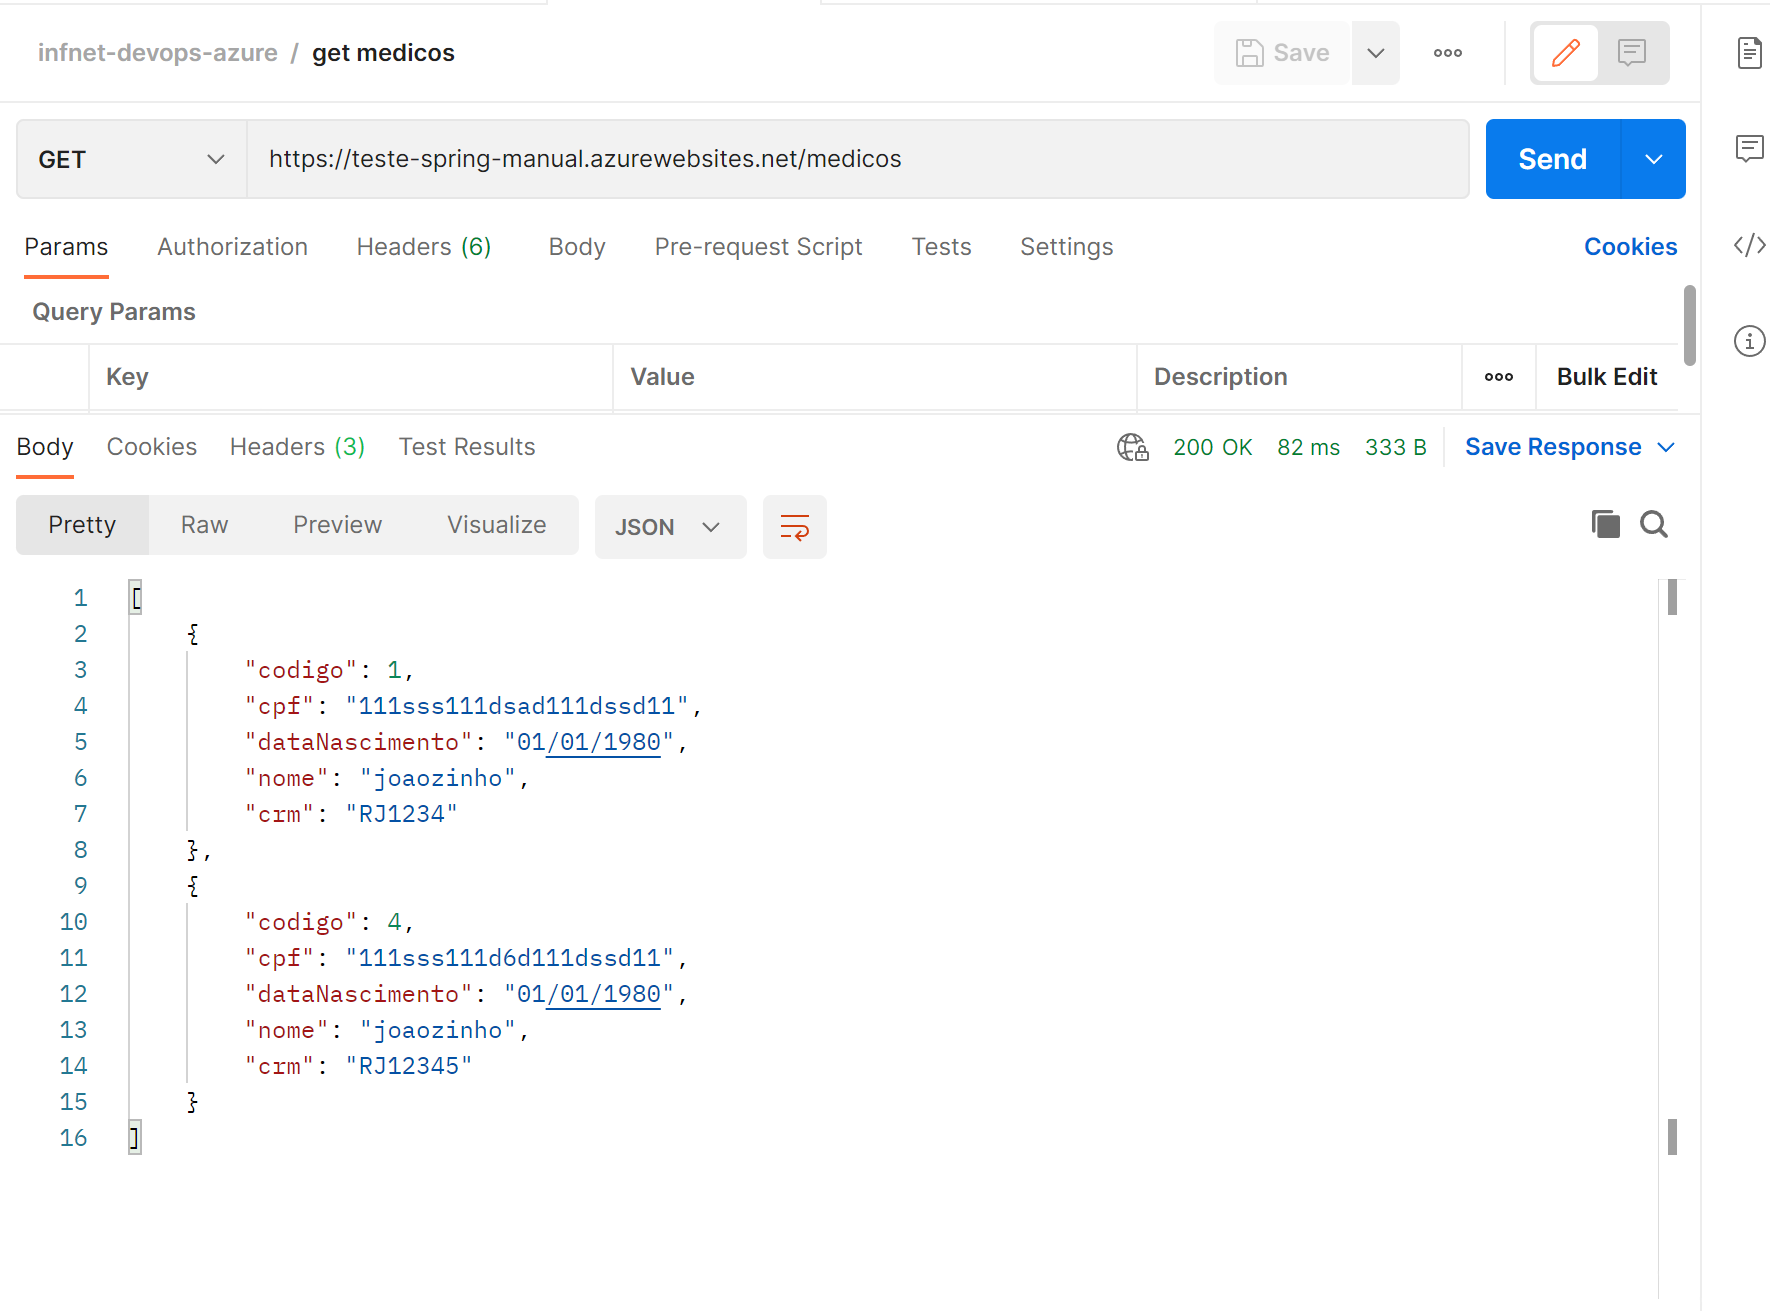 infnet-devops-azure / get medicos Save
GET https://teste-spring-manual.azurewebsites.net/medicos Send
Params Authorization Headers (6) Body Pre-request Script Tests Settings Cookies
Query Params
Key Value Description Bulk Edit
Body Cookies Headers (3) Test Results 200 OK 82 ms 333 B Save Response
Pretty Raw Preview Visualize JSON
1 [
2 {
3 "codigo": 1,
4 "cpf": "111sss111dsad111dssd11",
5 "dataNascimento": "01/01/1980",
6 "nome": "joaozinho",
7 "crm": "RJ1234"
8 },
9 {
10 "codigo": 4,
11 "cpf": "111sss111d6d111dssd11",
12 "dataNascimento": "01/01/1980",
13 "nome": "joaozinho",
14 "crm": "RJ12345"
15 }
16 ]